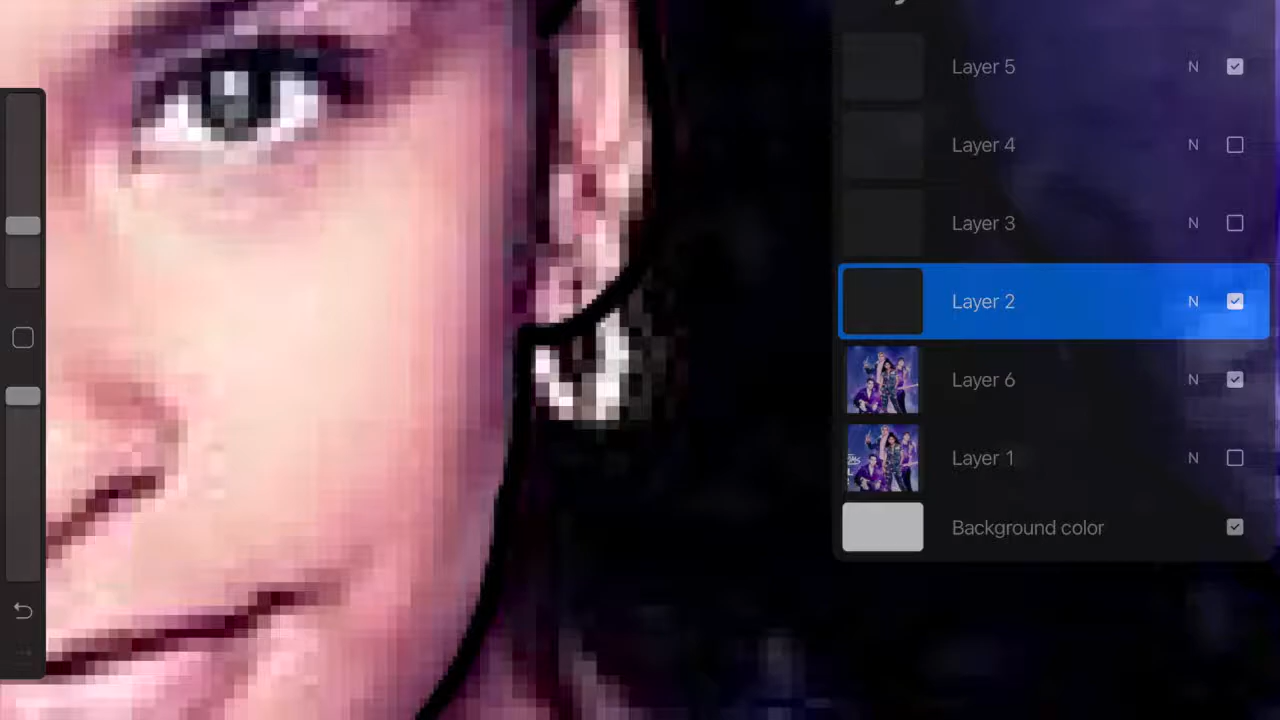 Layer 5 N
Layer 4 N
Layer 3 N
Layer 2 N
Layer 6 N
Layer 1 N
Background color